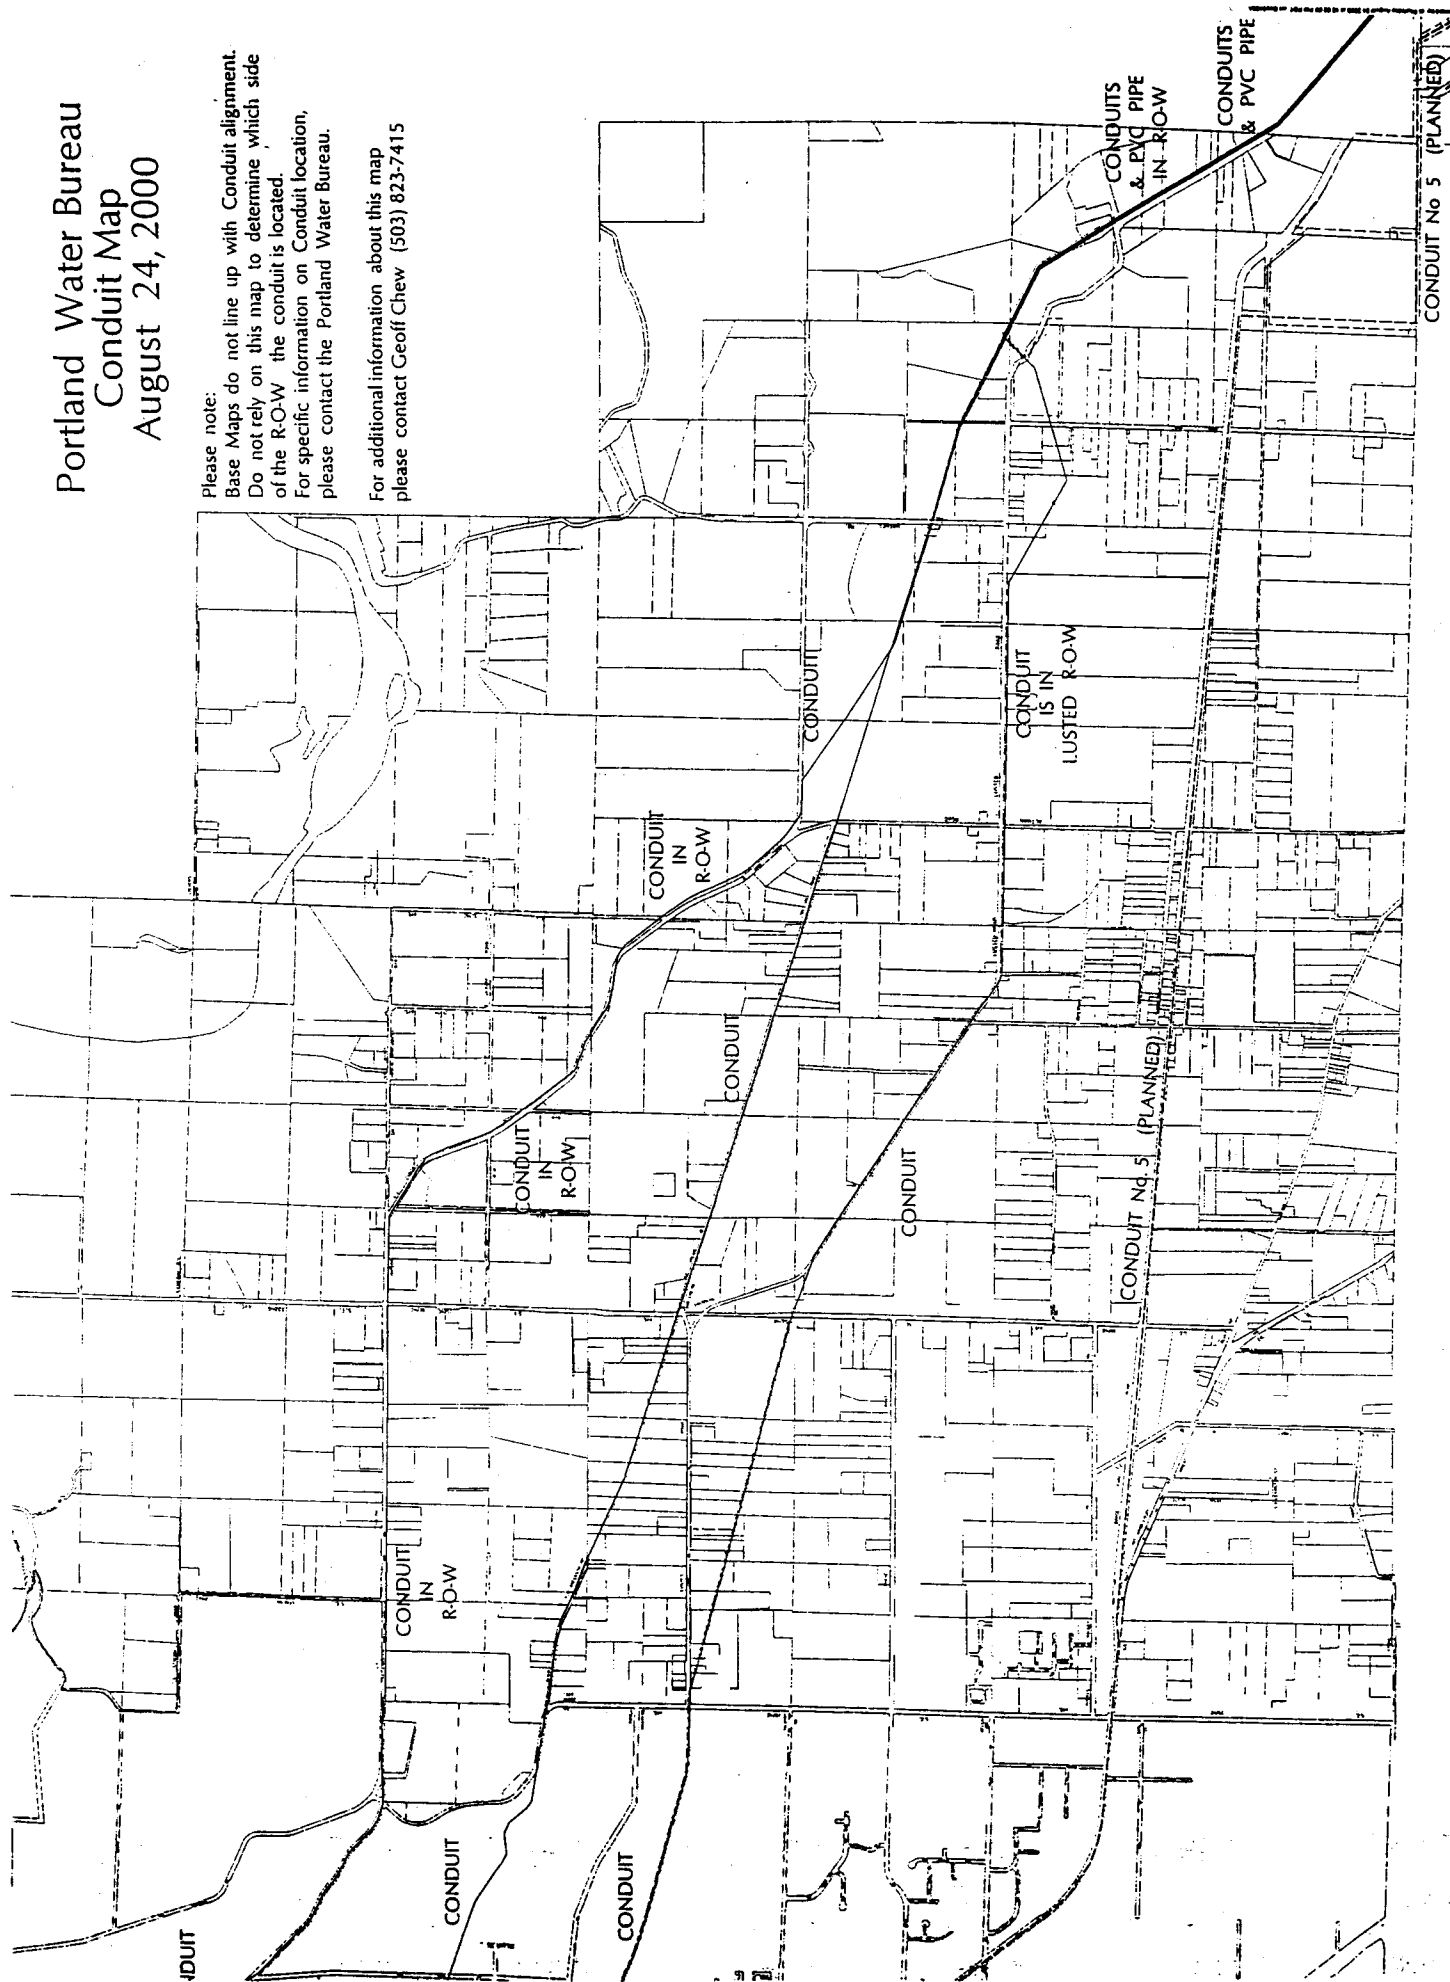 Portland Water Bureau
Conduit Map
August 24, 2000
Please note:
Base Maps do not line up with Conduit alignment.
Do not rely on this map to determine which side
of the R-O-W the conduit is located.
For specific information on Conduit location,
please contact the Portland Water Bureau.
For additional information about this map
please contact Geoff Chew (503) 823-7415
CONDUITS
& PVC PIPE
IN R-O-W
CONDUITS
& PVC PIPE
CONDUIT No 5 (PLANNED)
CONDUIT
CONDUIT
IS IN
LUSTED R-O-W
CONDUIT
IN
R-O-W
CONDUIT
CONDUIT
IN
R-O-W
CONDUIT
CONDUIT No. 5 (PLANNED)
CONDUIT
IN
R-O-W
CONDUIT
CONDUIT
NDUIT